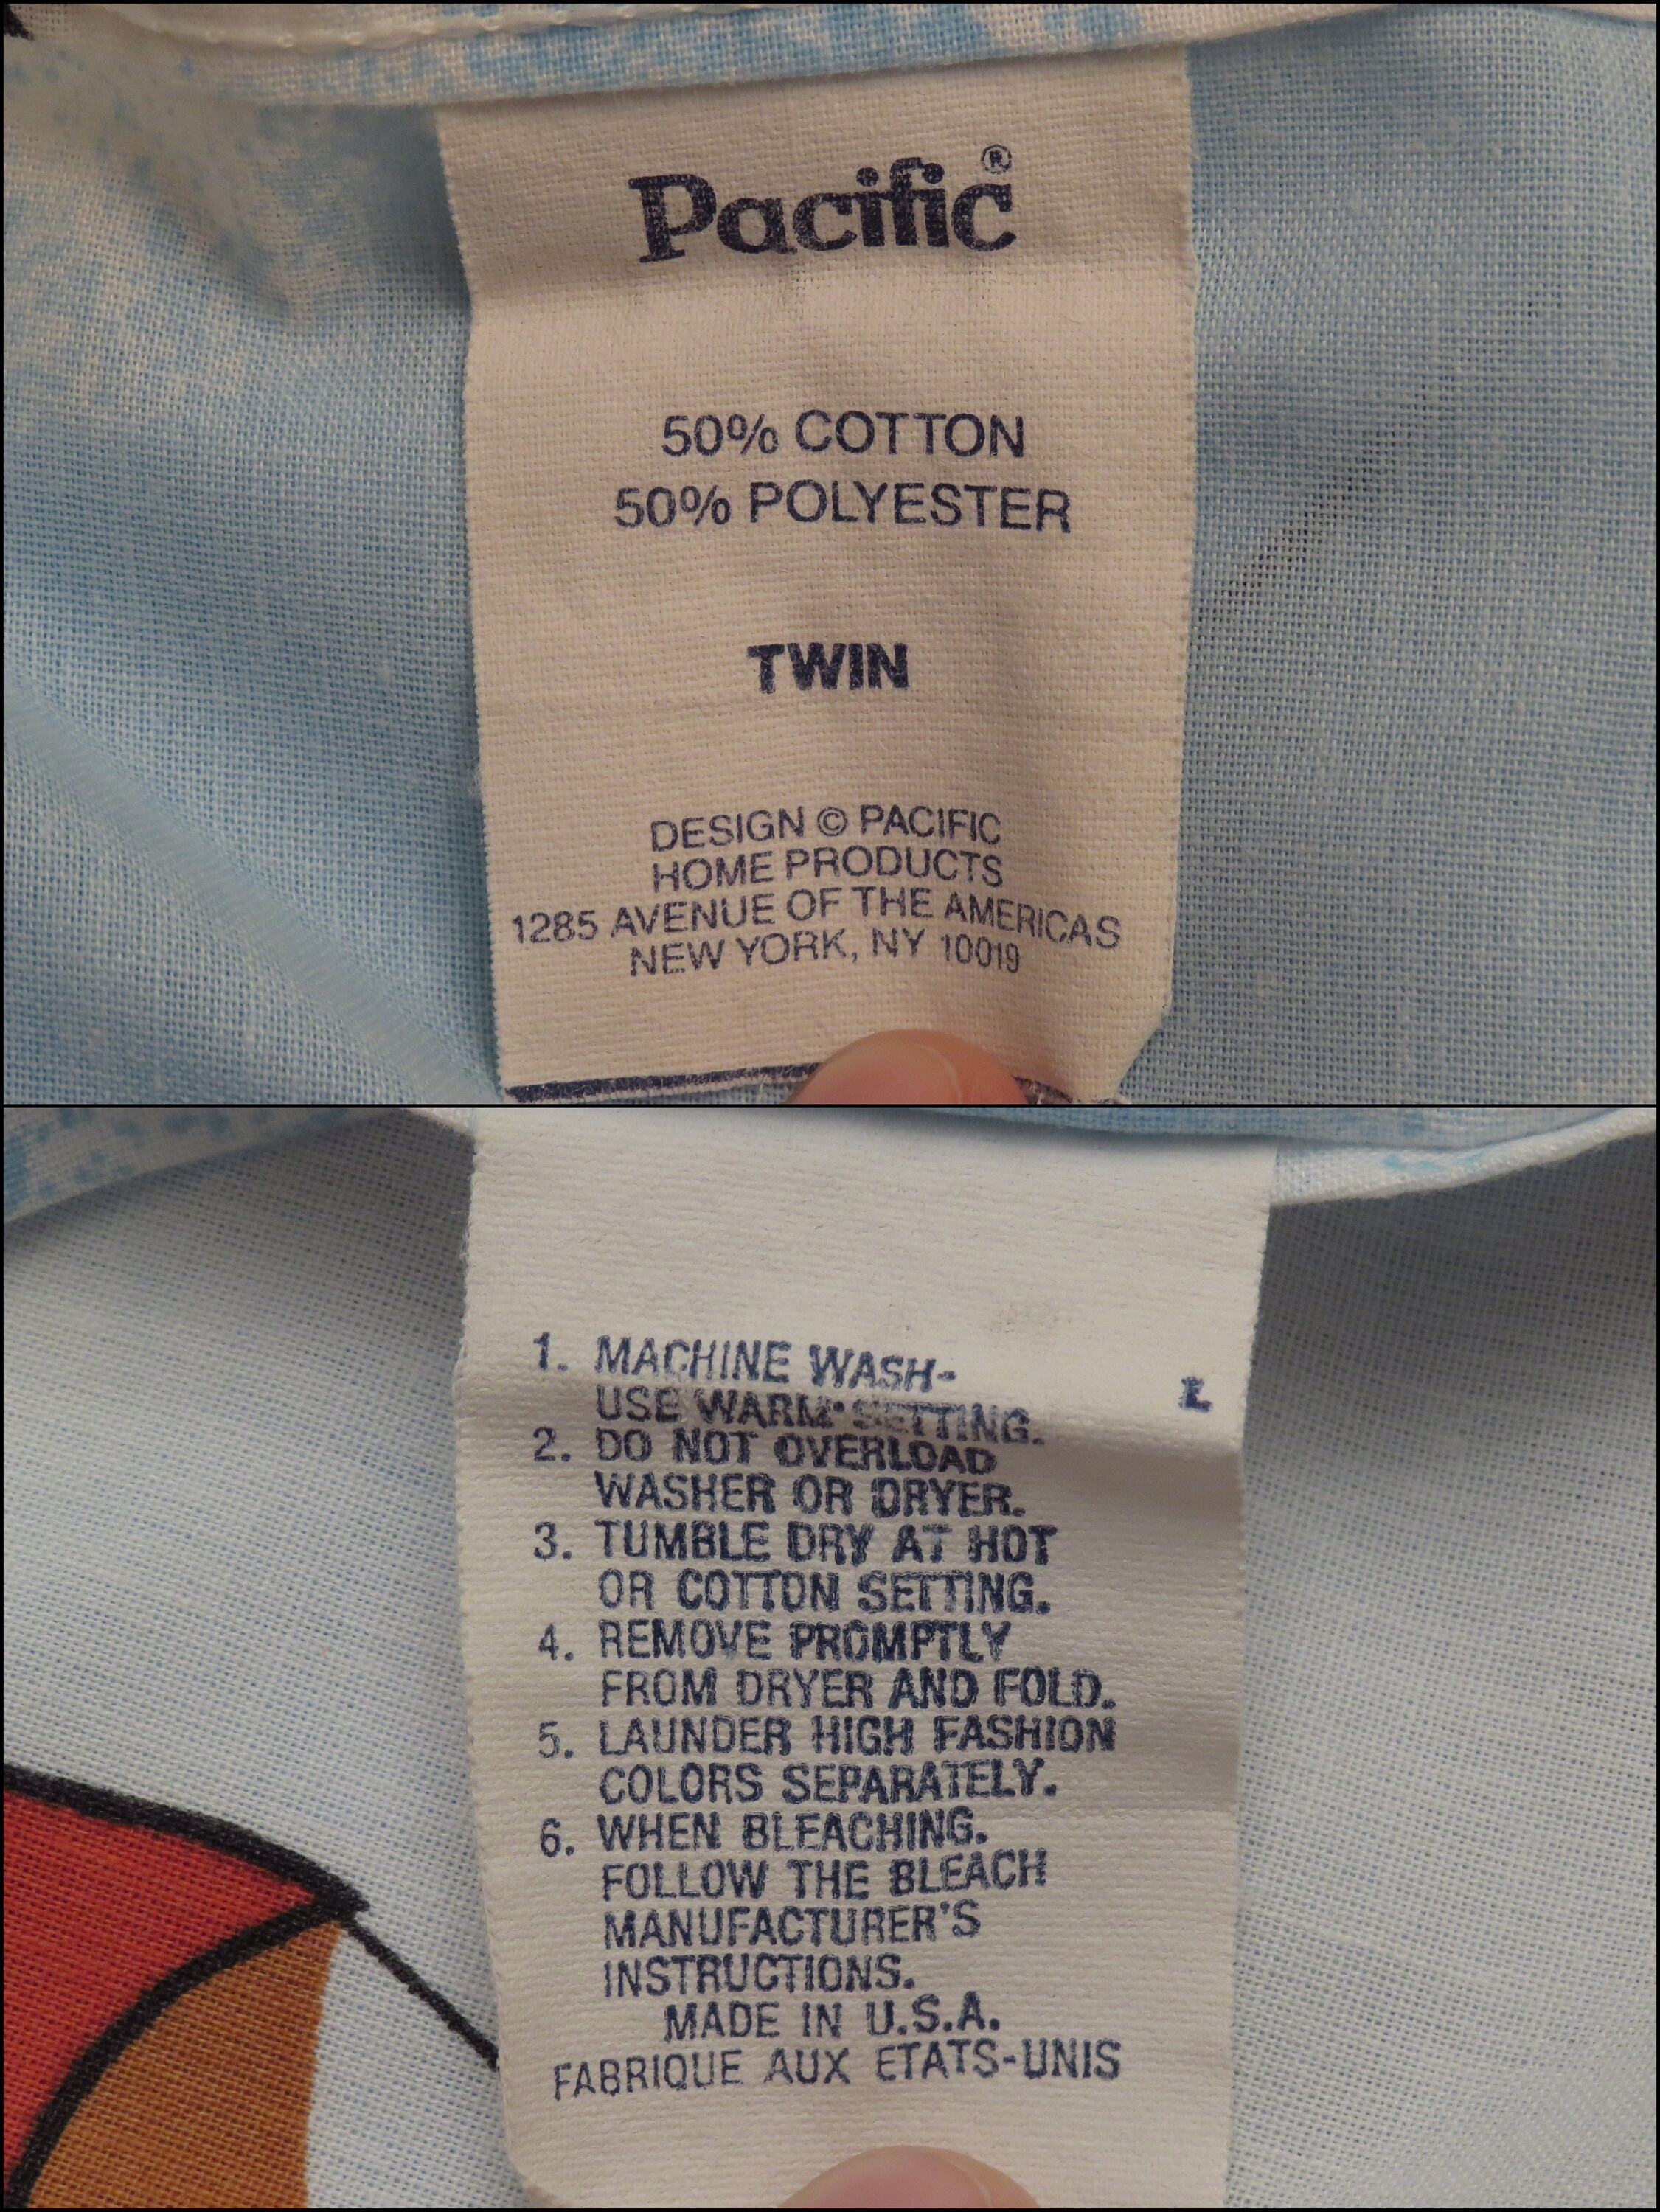 Pacific®
50% COTTON
50% POLYESTER
TWIN
DESIGN © PACIFIC
HOME PRODUCTS
1285 AVENUE OF THE AMERICAS
NEW YORK, NY 10019
1. MACHINE WASH-
USE WARM SETTING.
L
2. DO NOT OVERLOAD
WASHER OR DRYER.
3. TUMBLE DRY AT HOT
OR COTTON SETTING.
4. REMOVE PROMPTLY
FROM DRYER AND FOLD.
5. LAUNDER HIGH FASHION
COLORS SEPARATELY.
6. WHEN BLEACHING.
FOLLOW THE BLEACH
MANUFACTURER'S
INSTRUCTIONS.
MADE IN U.S.A.
FABRIQUE AUX ETATS-UNIS